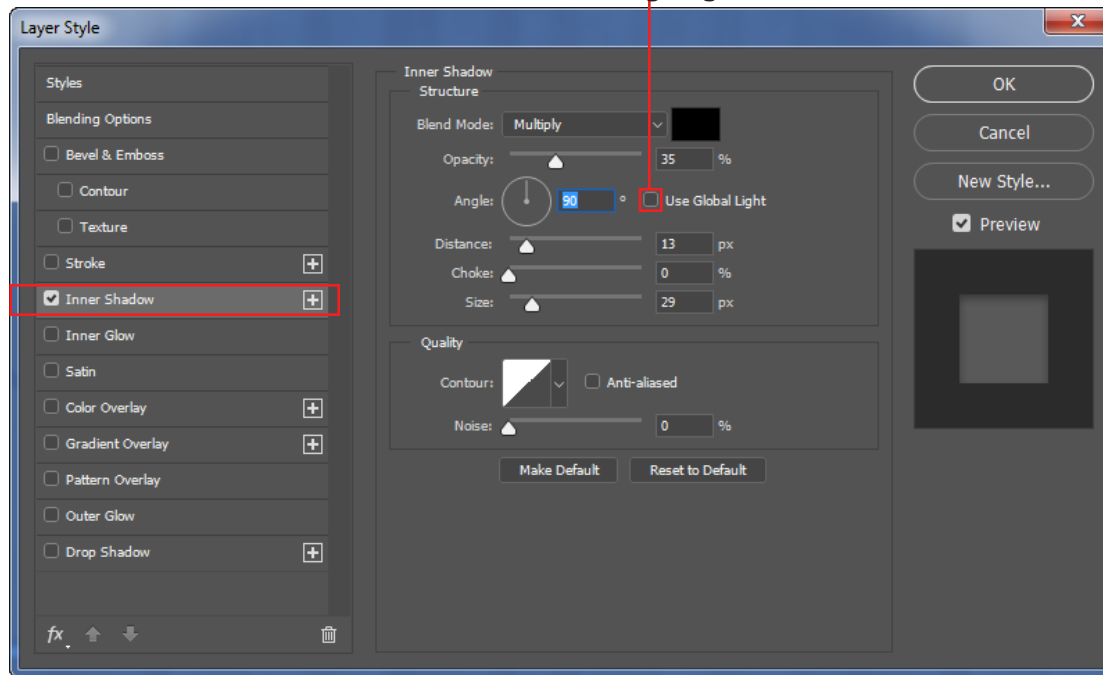 Layer Style
Styles
Blending Options
Bevel & Emboss
Contour
Texture
Stroke
Inner Shadow
Inner Glow
Satin
Color Overlay
Gradient Overlay
Pattern Overlay
Outer Glow
Drop Shadow
fx
Inner Shadow
Structure
Blend Mode: Multiply
Opacity: 35 %
Angle: 90 ° Use Global Light
Distance: 13 px
Choke: 0 %
Size: 29 px
Quality
Contour: Anti-aliased
Noise: 0 %
Make Default Reset to Default
OK
Cancel
New Style...
Preview